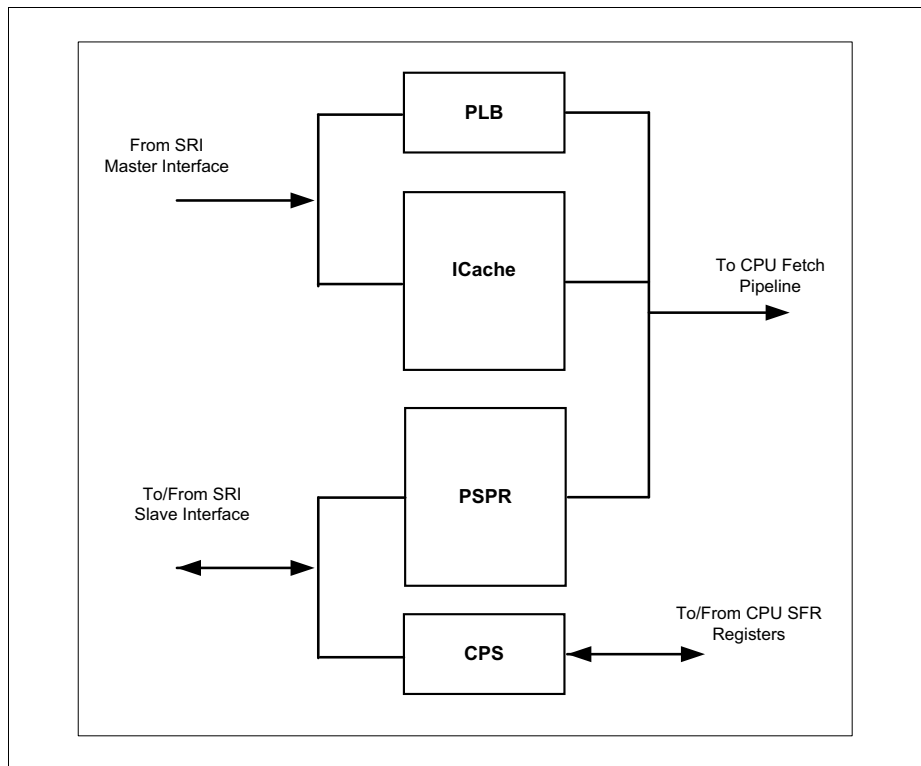 PLB
From SRI
Master Interface
ICache
To CPU Fetch
Pipeline
PSPR
To/From SRI
Slave Interface
To/From CPU SFR
Registers
CPS